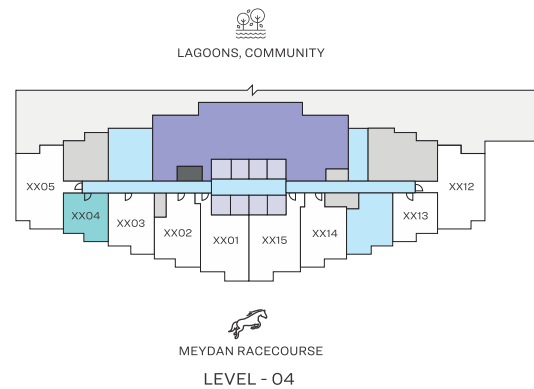 LAGOONS, COMMUNITY
XX05
XX12
XX04
XX03
XX02
XX01
XX15
XX14
XX13
MEYDAN RACECOURSE
LEVEL - 04